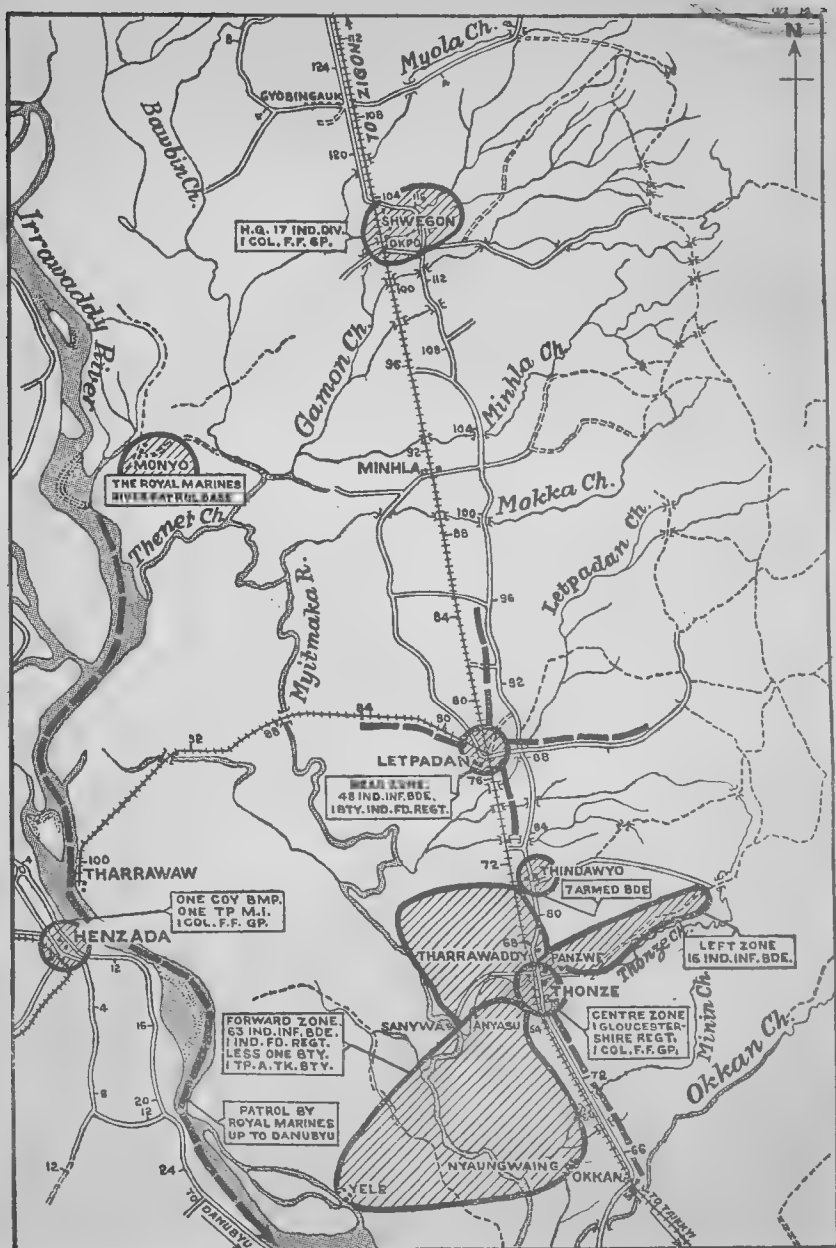 N
Myola Ch.
TO ZIGON
8
112
124
GYOBINGAUK
4
4
108
120
Bawbin Ch.
104
116
SHWEGON
OKPO
H.Q. 17 IND. DIV.
1 COL. F.F. GP.
Irrawaddy River
100
112
Gamon Ch.
108
96
Minhla Ch.
104
92
MONYO
MINHLA
THE ROYAL MARINES
RIVER PATROL BASE
Mokka Ch.
Thenet Ch.
100
88
Letpadan Ch.
Myitmaka R.
96
84
92
80
84
80
88
92
LETPADAN
88
76
REAR ZONE
48 IND. INF. BDE.
1 BTY. IND. FD. REGT.
84
72
100
THARRAWAW
THINDAWYO
7 ARMED BDE
80
ONE COY BMP.
ONE TP M.I.
1 COL. F.F. GP.
4
HENZADA
68
THARRAWADDY
PANZWE
Thonze Ch.
LEFT ZONE
16 IND. INF. BDE.
12
THONZE
FORWARD ZONE
63 IND. INF. BDE.
1 IND. FD. REGT.
LESS ONE BTY.
1 TP. A. TK. BTY.
SANYWA
ANYASU
64
CENTRE ZONE
1 GLOUCESTER-
SHIRE REGT.
1 COL. F.F. GP.
Minin Ch.
Okkan Ch.
4
16
72
8
20
12
PATROL BY
ROYAL MARINES
UP TO DANUBYU
12
24
NYAUNGWAING
OKKAN
66
YELE
TO DANUBYU
TO TAIKKYI